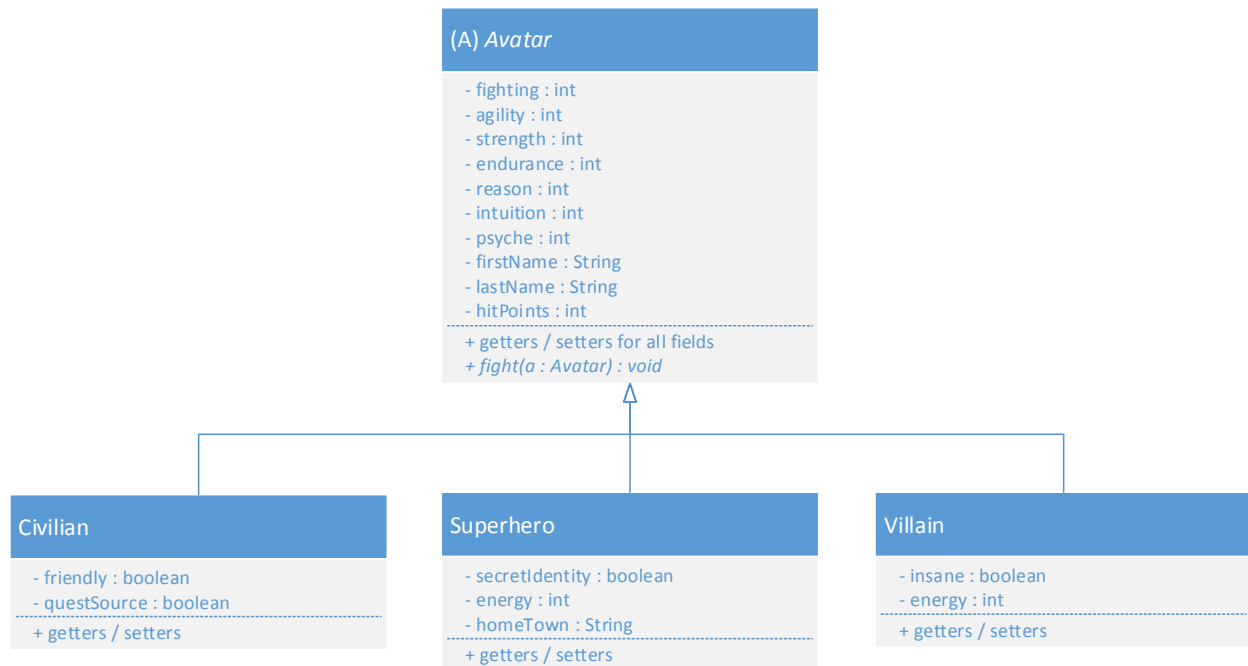 (A) Avatar
- fighting : int
- agility : int
- strength : int
- endurance : int
- reason : int
- intuition : int
- psyche : int
- firstName : String
- lastName : String
- hitPoints : int
+ getters / setters for all fields
+ fight(a : Avatar) : void
Civilian
- friendly : boolean
- questSource : boolean
+ getters / setters
Superhero
- secretIdentity : boolean
- energy : int
- homeTown : String
+ getters / setters
Villain
- insane : boolean
- energy : int
+ getters / setters